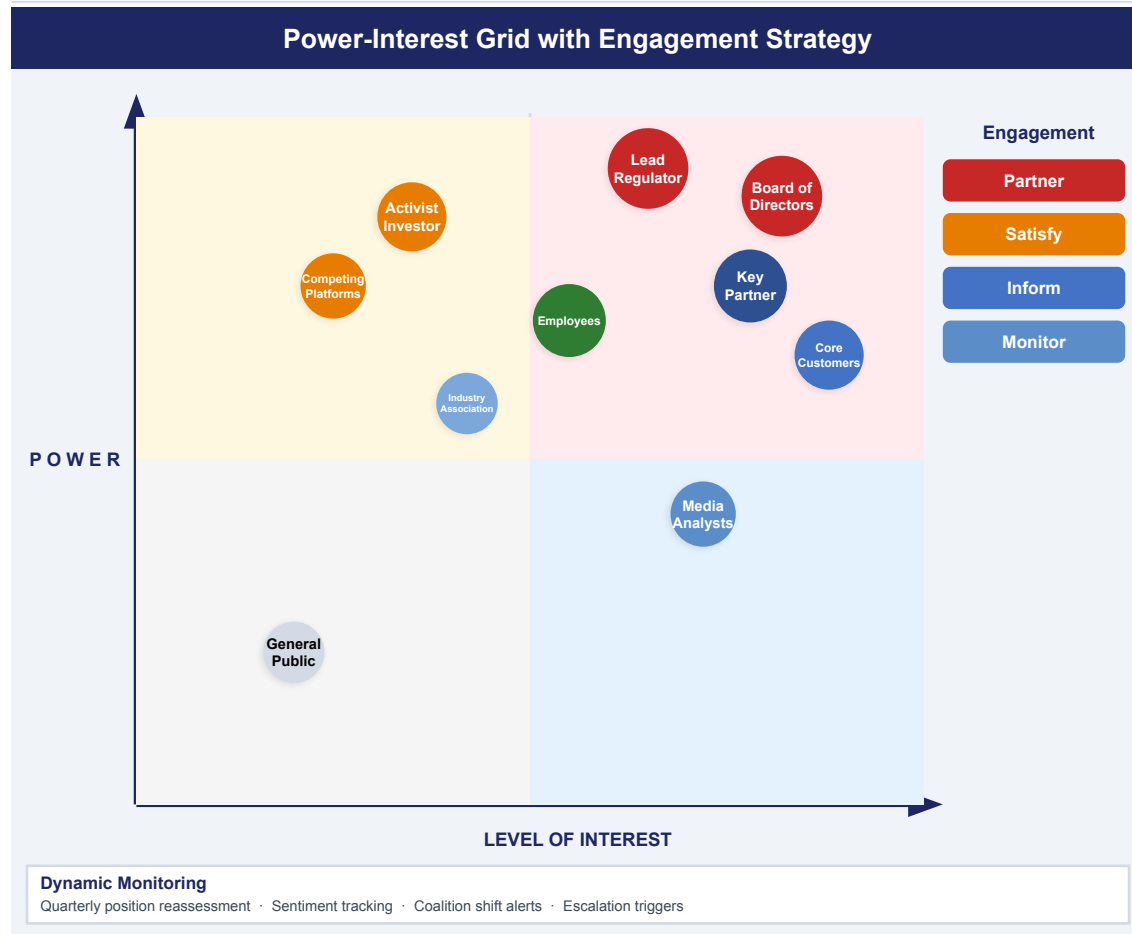 Power-Interest Grid with Engagement Strategy
Lead
Regulator
Board of
Directors
Activist
Investor
Competing
Platforms
Key
Partner
Employees
Core
Customers
Industry
Association
POWER
Media
Analysts
General
Public
LEVEL OF INTEREST
Engagement
Partner
Satisfy
Inform
Monitor
Dynamic Monitoring
Quarterly position reassessment · Sentiment tracking · Coalition shift alerts · Escalation triggers